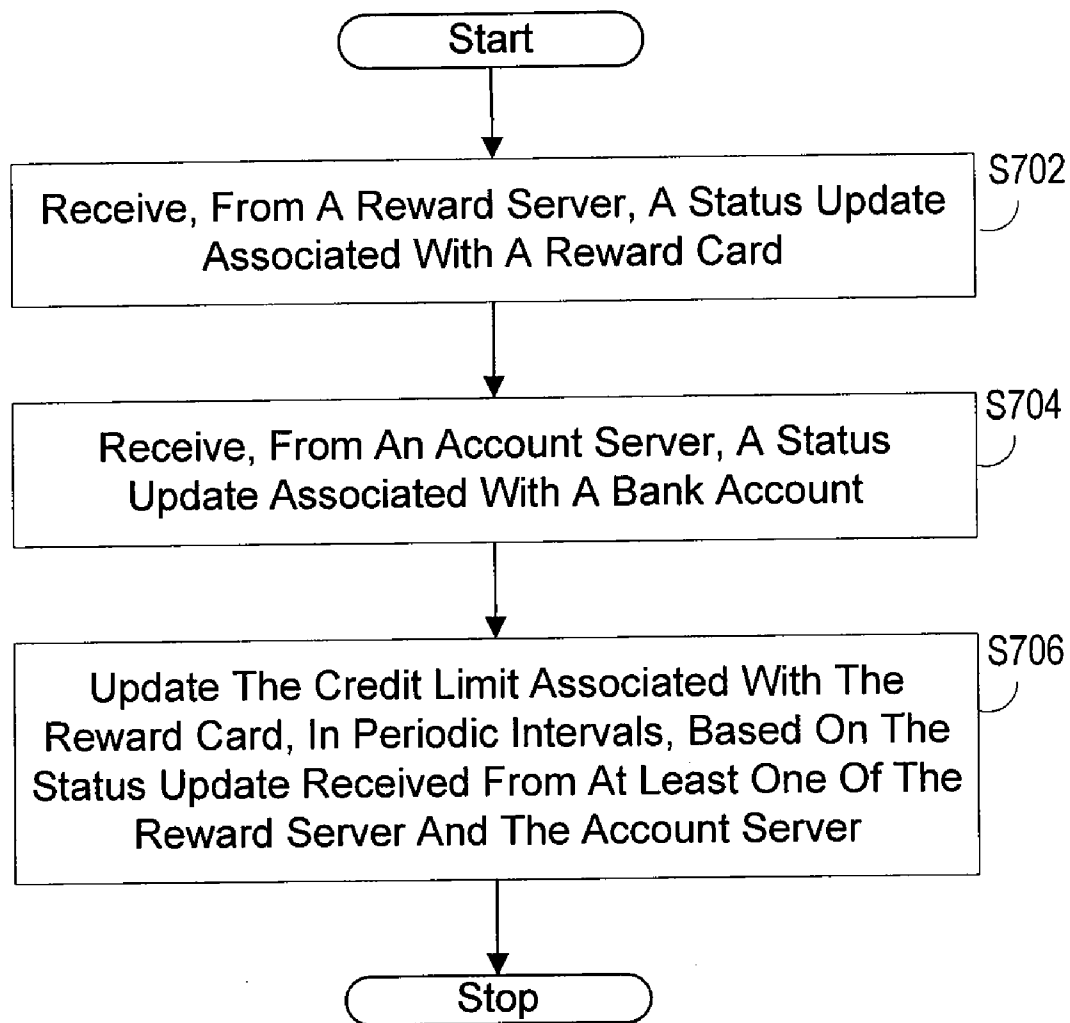 Start
S702
Receive, From A Reward Server, A Status Update
Associated With A Reward Card
S704
Receive, From An Account Server, A Status
Update Associated With A Bank Account
S706
Update The Credit Limit Associated With The
Reward Card, In Periodic Intervals, Based On The
Status Update Received From At Least One Of The
Reward Server And The Account Server
Stop